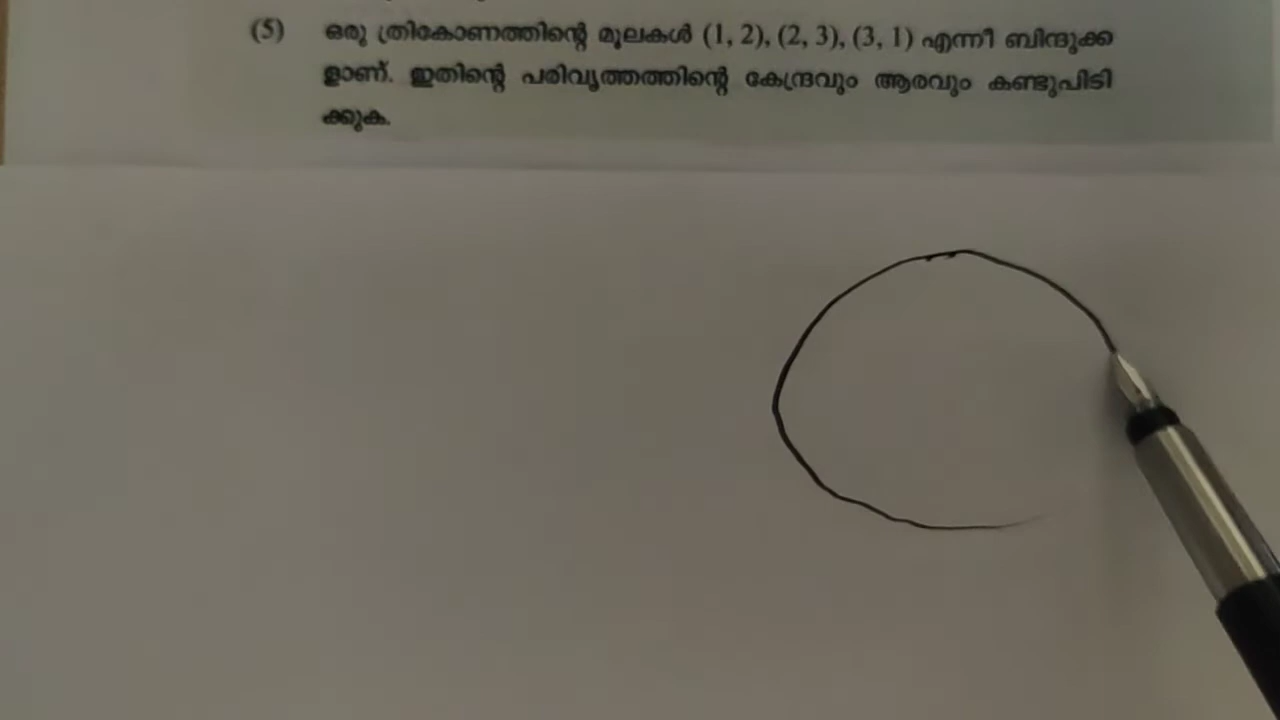 (5) ഒരു ത്രികോണത്തിന്റെ മൂലകൾ (1, 2), (2, 3), (3, 1) എന്നീ ബിന്ദുക്ക
ളാണ്. ഇതിന്റെ പരിവൃത്തത്തിന്റെ കേന്ദ്രവും ആരവും കണ്ടുപിടി
ക്കുക.